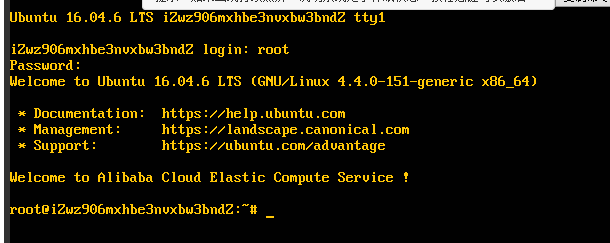 Ubuntu 16.04.6 LTS iZwz906mxhbe3nvxbw3bndZ tty1
iZwz906mxhbe3nvxbw3bndZ login: root
Password:
Welcome to Ubuntu 16.04.6 LTS (GNU/Linux 4.4.0-151-generic x86_64)
* Documentation:  https://help.ubuntu.com
* Management:     https://landscape.canonical.com
* Support:        https://ubuntu.com/advantage
Welcome to Alibaba Cloud Elastic Compute Service !
root@iZwz906mxhbe3nvxbw3bndZ:~# _